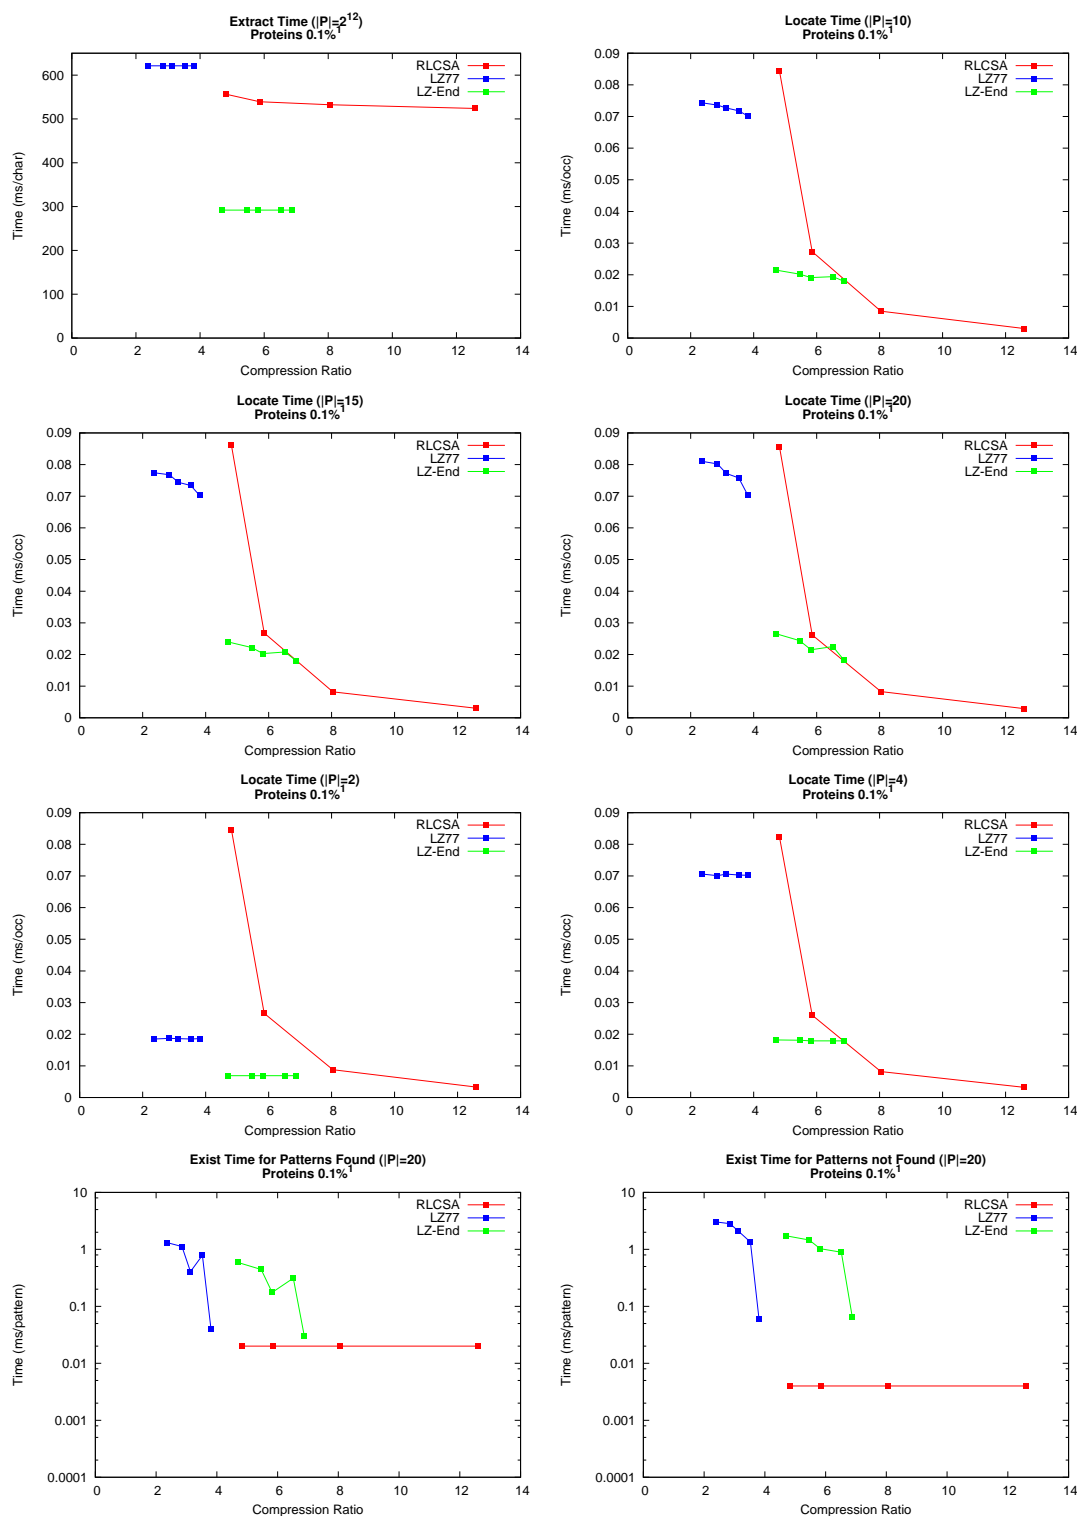 Extract Time (|P|=2^12)
Proteins 0.1%^1
RLCSA
LZ77
LZ-End
Time (ms/char)
600
500
400
300
200
100
0
0 2 4 6 8 10 12 14
Compression Ratio
Locate Time (|P|=10)
Proteins 0.1%^1
RLCSA
LZ77
LZ-End
Time (ms/occ)
0.09
0.08
0.07
0.06
0.05
0.04
0.03
0.02
0.01
0
0 2 4 6 8 10 12 14
Compression Ratio
Locate Time (|P|=15)
Proteins 0.1%^1
RLCSA
LZ77
LZ-End
Time (ms/occ)
0.09
0.08
0.07
0.06
0.05
0.04
0.03
0.02
0.01
0
0 2 4 6 8 10 12 14
Compression Ratio
Locate Time (|P|=20)
Proteins 0.1%^1
RLCSA
LZ77
LZ-End
Time (ms/occ)
0.09
0.08
0.07
0.06
0.05
0.04
0.03
0.02
0.01
0
0 2 4 6 8 10 12 14
Compression Ratio
Locate Time (|P|=2)
Proteins 0.1%^1
RLCSA
LZ77
LZ-End
Time (ms/occ)
0.09
0.08
0.07
0.06
0.05
0.04
0.03
0.02
0.01
0
0 2 4 6 8 10 12 14
Compression Ratio
Locate Time (|P|=4)
Proteins 0.1%^1
RLCSA
LZ77
LZ-End
Time (ms/occ)
0.09
0.08
0.07
0.06
0.05
0.04
0.03
0.02
0.01
0
0 2 4 6 8 10 12 14
Compression Ratio
Exist Time for Patterns Found (|P|=20)
Proteins 0.1%^1
RLCSA
LZ77
LZ-End
Time (ms/pattern)
10
1
0.1
0.01
0.001
0.0001
0 2 4 6 8 10 12 14
Compression Ratio
Exist Time for Patterns not Found (|P|=20)
Proteins 0.1%^1
RLCSA
LZ77
LZ-End
Time (ms/pattern)
10
1
0.1
0.01
0.001
0.0001
0 2 4 6 8 10 12 14
Compression Ratio